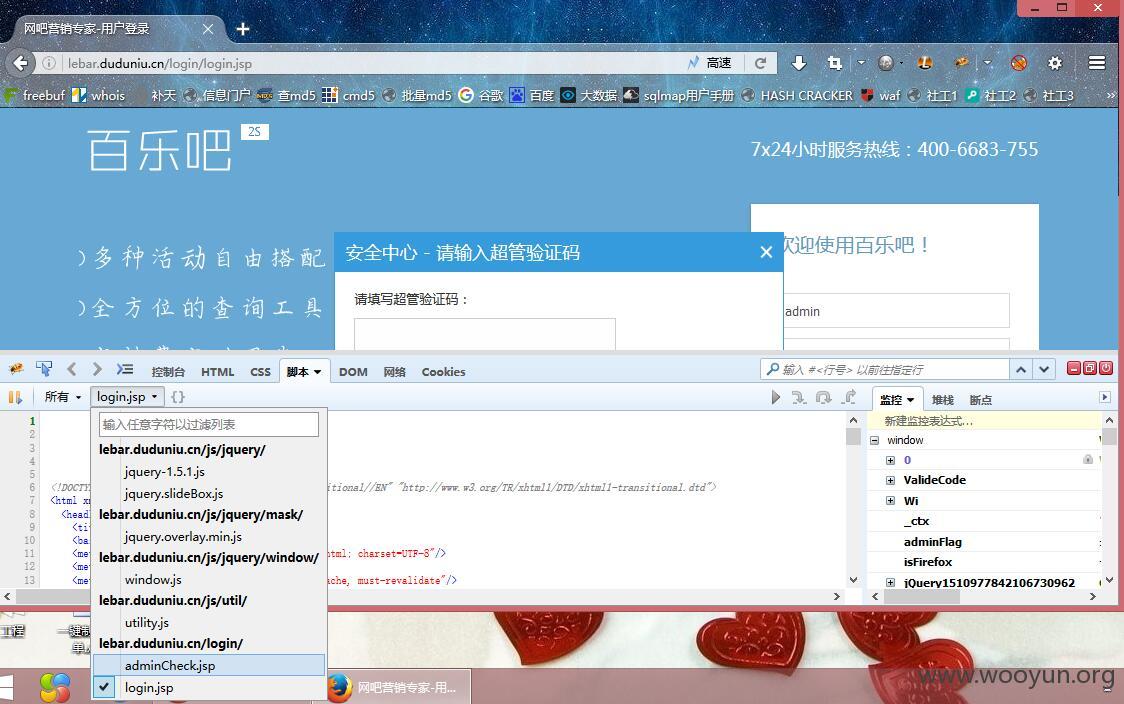 网吧营销专家-用户登录
lebar.duduniu.cn/login/login.jsp
高速
freebuf whois 补天 信息门户 查md5 cmd5 批量md5 谷歌 百度 大数据 sqlmap用户手册 HASH CRACKER waf 社工1 社工2 社工3 »
百乐吧 2S
7x24小时服务热线：400-6683-755
多种活动自由搭配
全方位的查询工具
安全中心 - 请输入超管验证码
请填写超管验证码：
欢迎使用百乐吧！
admin
控制台 HTML CSS 脚本 DOM 网络 Cookies
输入 #<行号> 以前往指定行
所有 login.jsp {}
监控 堆栈 断点
输入任意字符以过滤列表
lebar.duduniu.cn/js/jquery/
jquery-1.5.1.js
jquery.slideBox.js
lebar.duduniu.cn/js/jquery/mask/
jquery.overlay.min.js
lebar.duduniu.cn/js/jquery/window/
window.js
lebar.duduniu.cn/js/util/
utility.js
lebar.duduniu.cn/login/
adminCheck.jsp
login.jsp
1
2
3
4
5
6 <!DOCTY itional//EN" "http://www.w3.org/TR/xhtml1/DTD/xhtml1-transitional.dtd">
7 <html xm
8 <head
9 <tit
10 <ba
11 <me html; charset=UTF-8"/>
12 <me
13 <me ache, must-revalidate"/>
新建监控表达式...
window
0
ValideCode
Wi
_ctx
adminFlag
isFirefox
jQuery1510977842106730962
工程
网吧营销专家-用...
www.wooyun.org